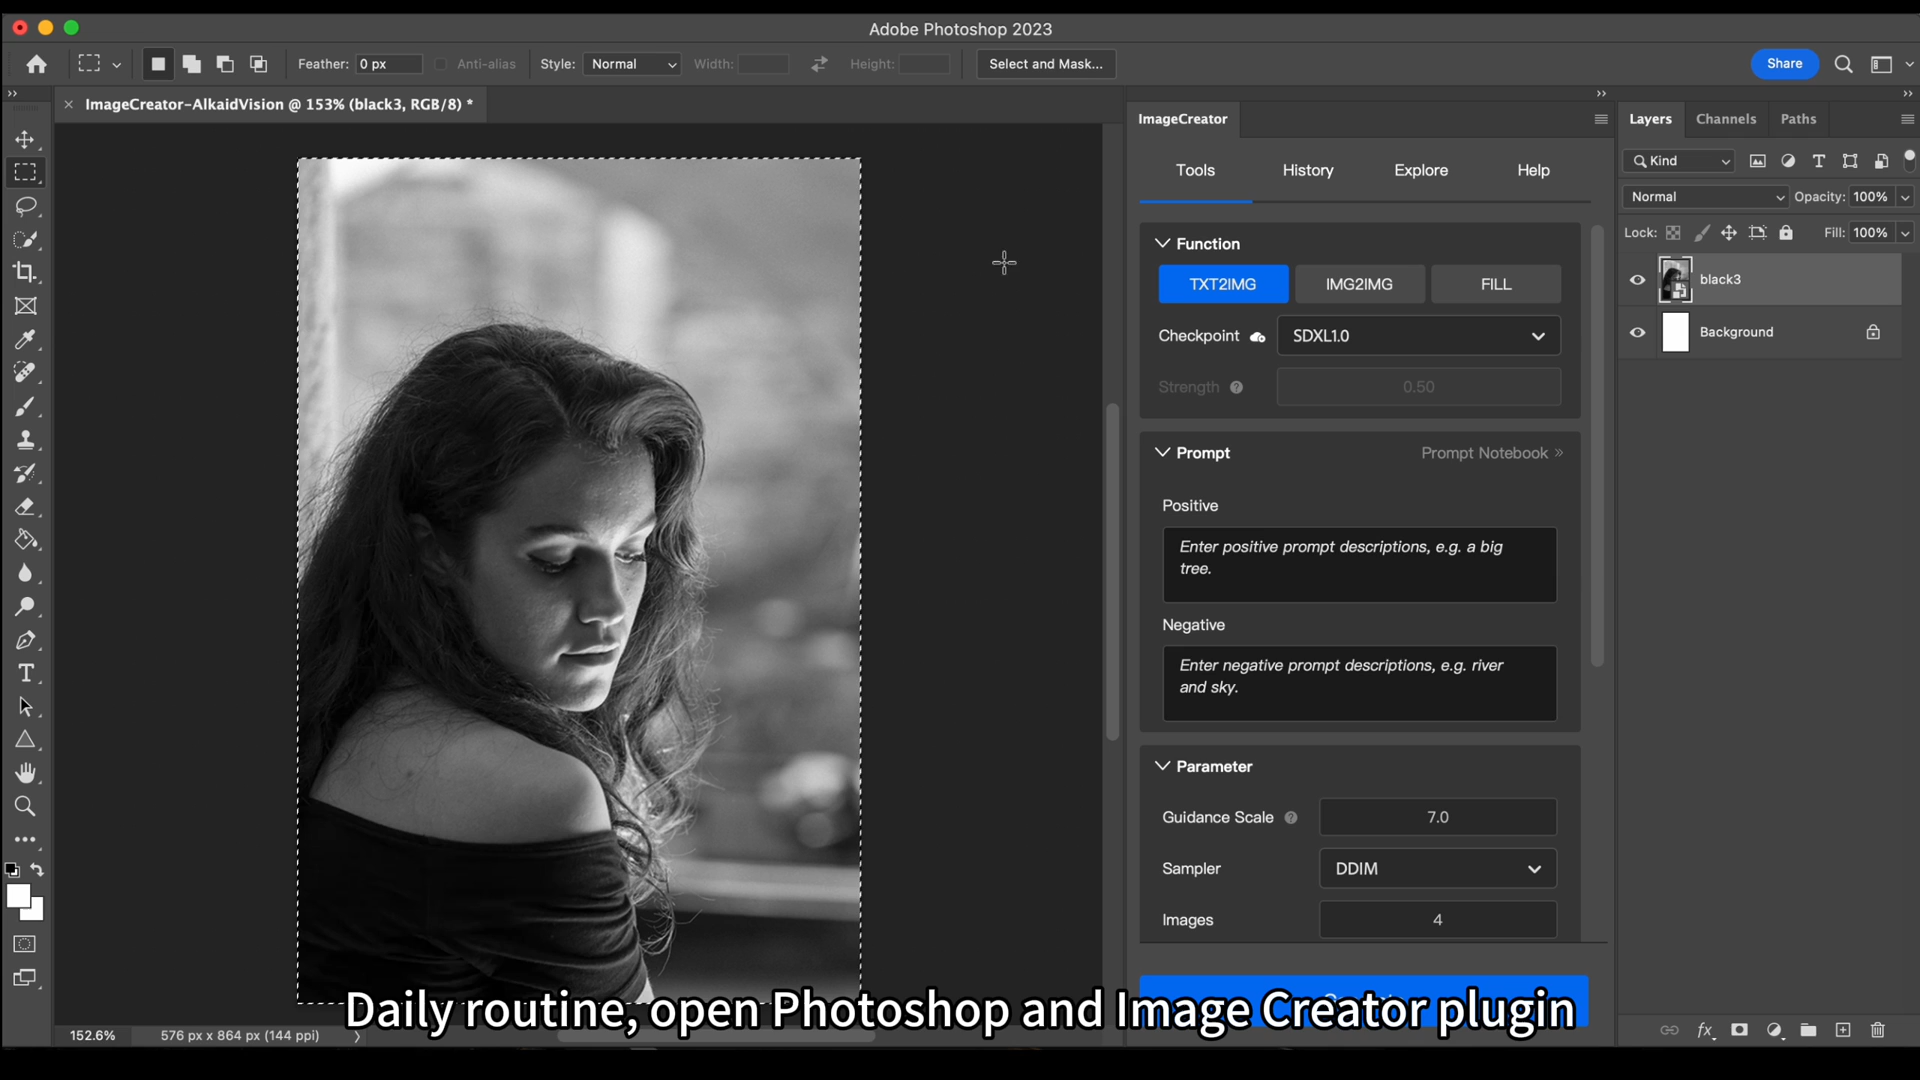 Adobe Photoshop 2023
Feather: 0 px Anti-alias Style: Normal Width: Height: Select and Mask... Share
ImageCreator-AlkaidVision @ 153% (black3, RGB/8) *
ImageCreator
Tools History Explore Help
Function
TXT2IMG IMG2IMG FILL
Checkpoint SDXL1.0
Strength ? 0.50
Prompt Prompt Notebook »
Positive
Enter positive prompt descriptions, e.g. a big
tree.
Negative
Enter negative prompt descriptions, e.g. river
and sky.
Parameter
Guidance Scale ? 7.0
Sampler DDIM
Images 4
Layers Channels Paths
Kind
Normal Opacity: 100%
Lock: Fill: 100%
black3
Background
Daily routine, open Photoshop and Image Creator plugin
152.6% 576 px x 864 px (144 ppi)
fx